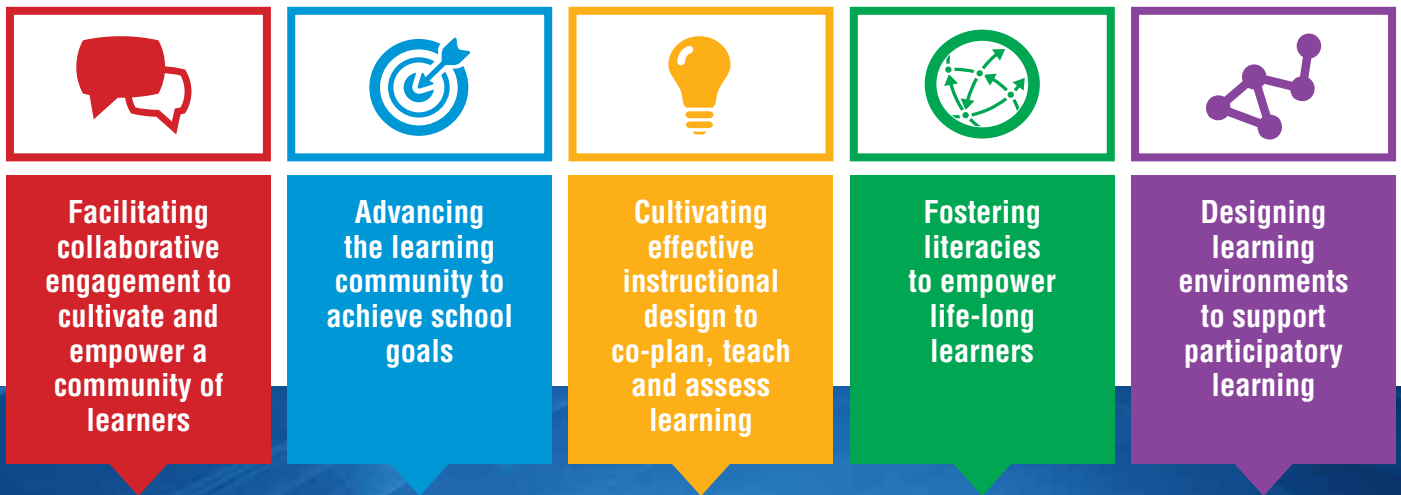 Facilitating
collaborative
engagement to
cultivate and
empower a
community of
learners
Advancing
the learning
community to
achieve school
goals
Cultivating
effective
instructional
design to
co-plan, teach
and assess
learning
Fostering
literacies
to empower
life-long
learners
Designing
learning
environments
to support
participatory
learning